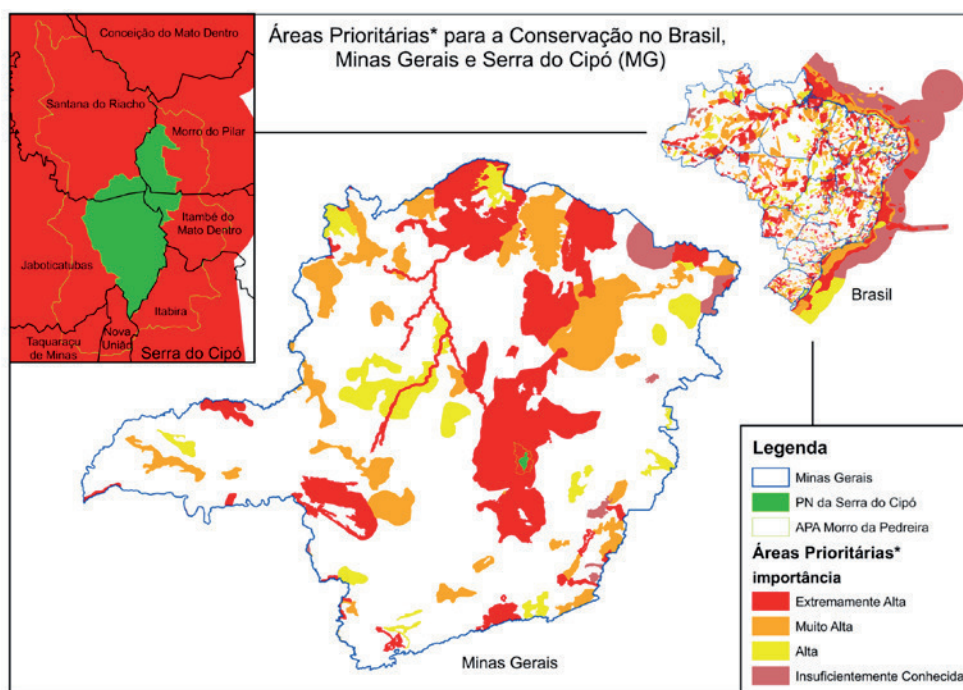 Áreas Prioritárias* para a Conservação no Brasil,
Minas Gerais e Serra do Cipó (MG)
Conceição do Mato Dentro
Santana do Riacho
Morro do Pilar
Itambé do
Mato Dentro
Jaboticatubas
Itabira
Nova
União
Taquaraçu
de Minas
Serra do Cipó
Brasil
Minas Gerais
Legenda
Minas Gerais
PN da Serra do Cipó
APA Morro da Pedreira
Áreas Prioritárias*
importância
Extremamente Alta
Muito Alta
Alta
Insuficientemente Conhecida